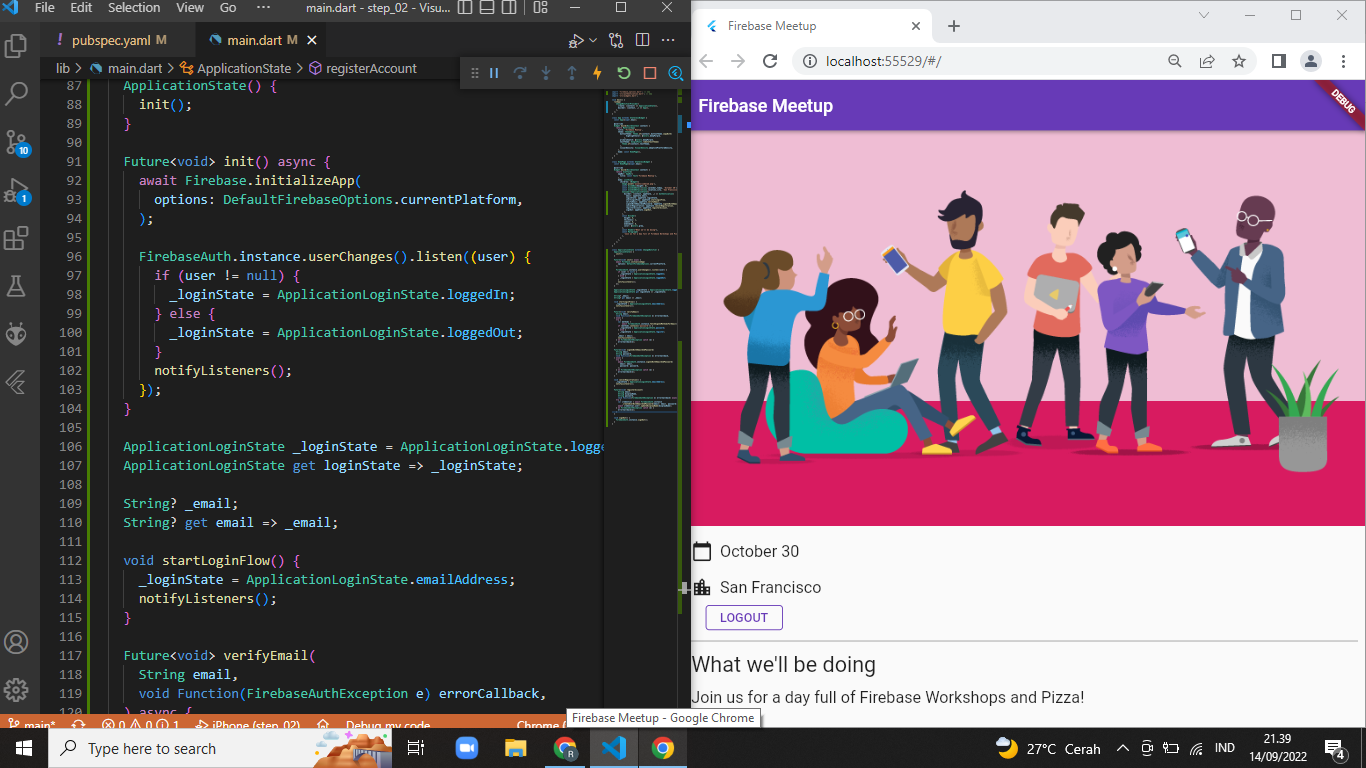 File Edit Selection View Go ··· main.dart - step_02 - Visu...
pubspec.yaml M main.dart M
lib > main.dart > ApplicationState > registerAccount
87 ApplicationState() {
88 init();
89 }
90
91 Future<void> init() async {
92 await Firebase.initializeApp(
93 options: DefaultFirebaseOptions.currentPlatform,
94 );
95
96 FirebaseAuth.instance.userChanges().listen((user) {
97 if (user != null) {
98 _loginState = ApplicationLoginState.loggedIn;
99 } else {
100 _loginState = ApplicationLoginState.loggedOut;
101 }
102 notifyListeners();
103 });
104 }
105
106 ApplicationLoginState _loginState = ApplicationLoginState.logge
107 ApplicationLoginState get loginState => _loginState;
108
109 String? _email;
110 String? get email => _email;
111
112 void startLoginFlow() {
113 _loginState = ApplicationLoginState.emailAddress;
114 notifyListeners();
115 }
116
117 Future<void> verifyEmail(
118 String email,
119 void Function(FirebaseAuthException e) errorCallback,
120 ) async {
10
1
main* 0 0 1 iPhone (step_02) Debug my code Chrome (
Firebase Meetup
localhost:55529/#/
Firebase Meetup
DEBUG
October 30
San Francisco
LOGOUT
What we'll be doing
Join us for a day full of Firebase Workshops and Pizza!
Firebase Meetup - Google Chrome
Type here to search
R
27°C Cerah
IND
21.39
14/09/2022
4